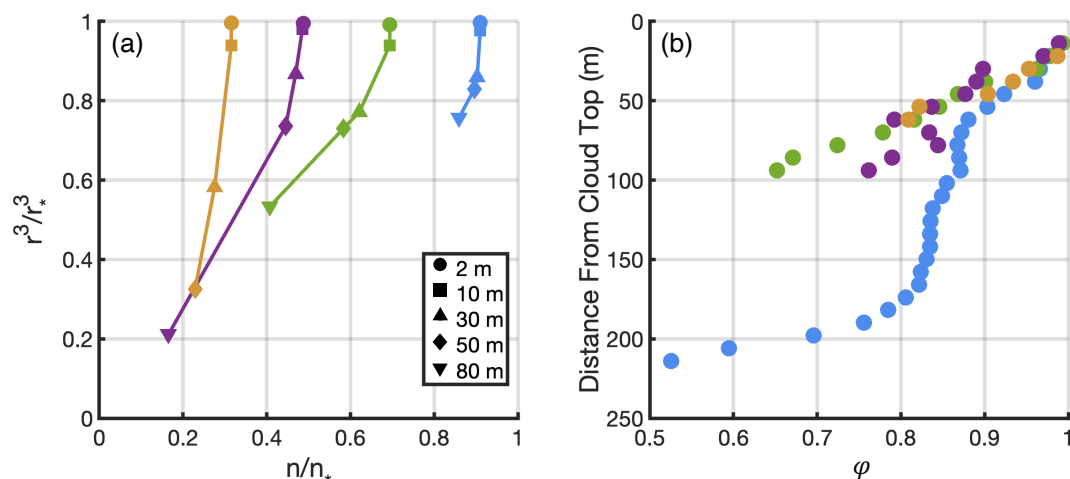 (a)
1
0.8
0.6
0.4
0.2
0
r³/r*³
0 0.2 0.4 0.6 0.8 1
n/n*
2 m
10 m
30 m
50 m
80 m
(b)
0
50
100
150
200
250
Distance From Cloud Top (m)
0.5 0.6 0.7 0.8 0.9 1
φ